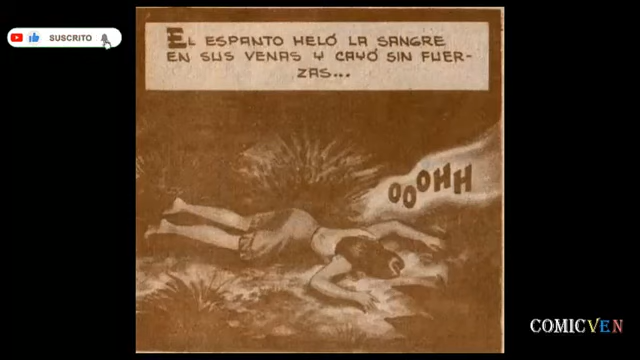 SUSCRITO
EL ESPANTO HELÓ LA SANGRE
EN SUS VENAS Y CAYÓ SIN FUER-
ZAS...
OOOHH
COMICVEN